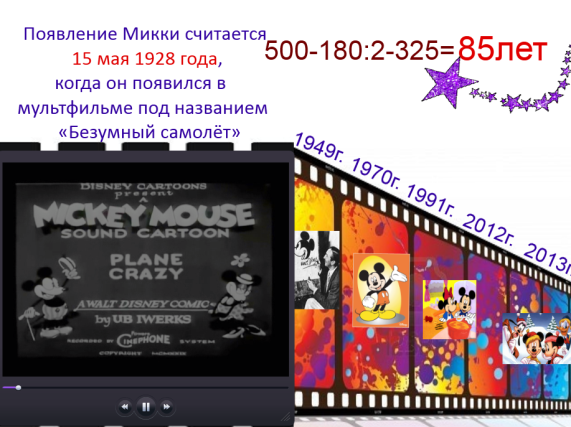 Появление Микки считается
15 мая 1928 года,
когда он появился в
мультфильме под названием
«Безумный самолёт»
500-180:2-325=85лет
1949г. 1970г. 1991г. 2012г. 2013г.
DISNEY CARTOONS
present
A
MICKEY MOUSE
SOUND CARTOON
PLANE
CRAZY
A WALT DISNEY COMIC
by UB IWERKS
RECORDED BY CINEPHONE SYSTEM
COPYRIGHT